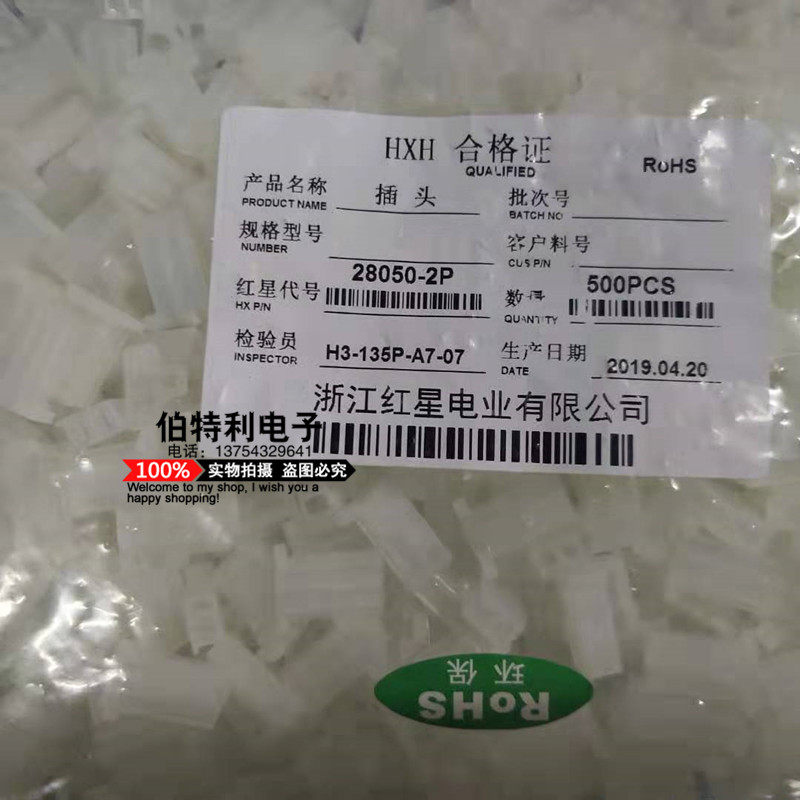 HXH 合格证
QUALIFIED
RoHS
产品名称 插头 批次号
PRODUCT NAME BATCH NO
规格型号 客户料号
NUMBER CUS P/N
28050-2P 500PCS
红星代号 数量
HX P/N QUANTITY
检验员 H3-135P-A7-07 生产日期 2019.04.20
INSPECTOR DATE
浙江红星电业有限公司
伯特利电子
电话：13754329641
100% 实物拍摄 盗图必究
Welcome to my shop, I wish you a
happy shopping!
环保
RoHS